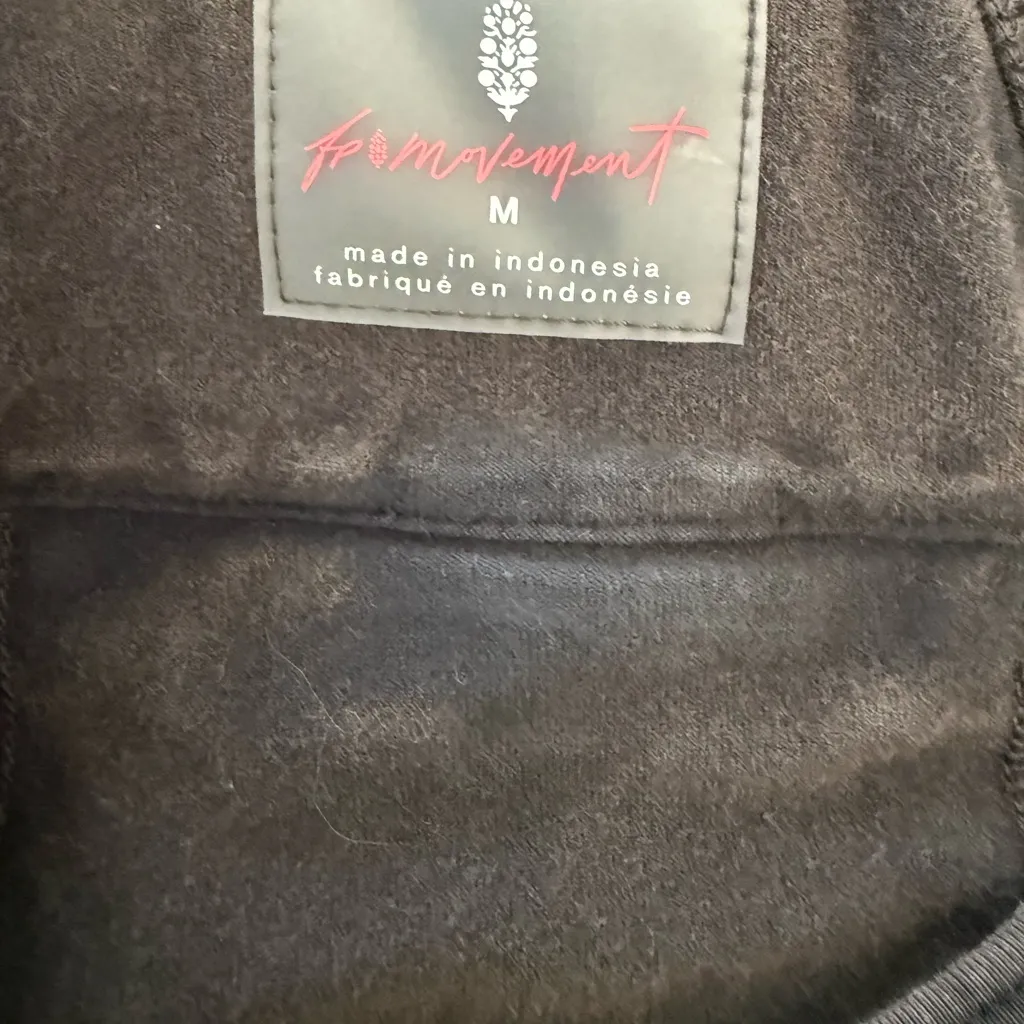 fp movement
M
made in indonesia
fabriqué en indonésie